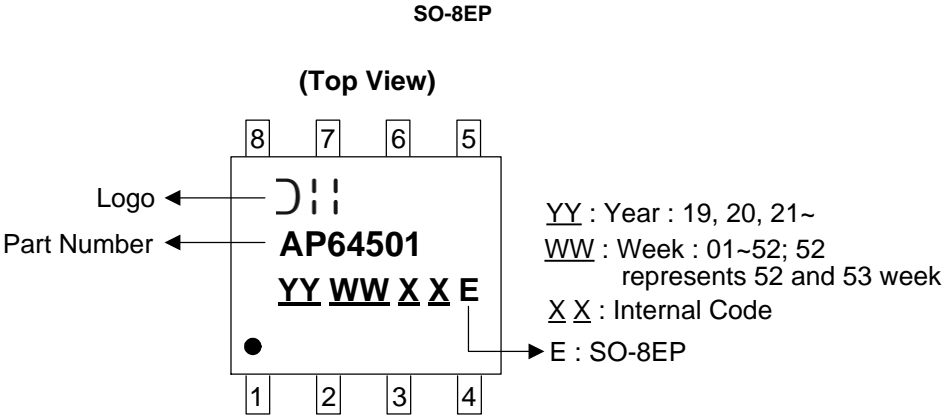 SO-8EP
(Top View)
8 7 6 5
Logo
Part Number
AP64501
YY WW X X E
YY : Year : 19, 20, 21~
WW : Week : 01~52; 52
represents 52 and 53 week
X X : Internal Code
E : SO-8EP
1 2 3 4